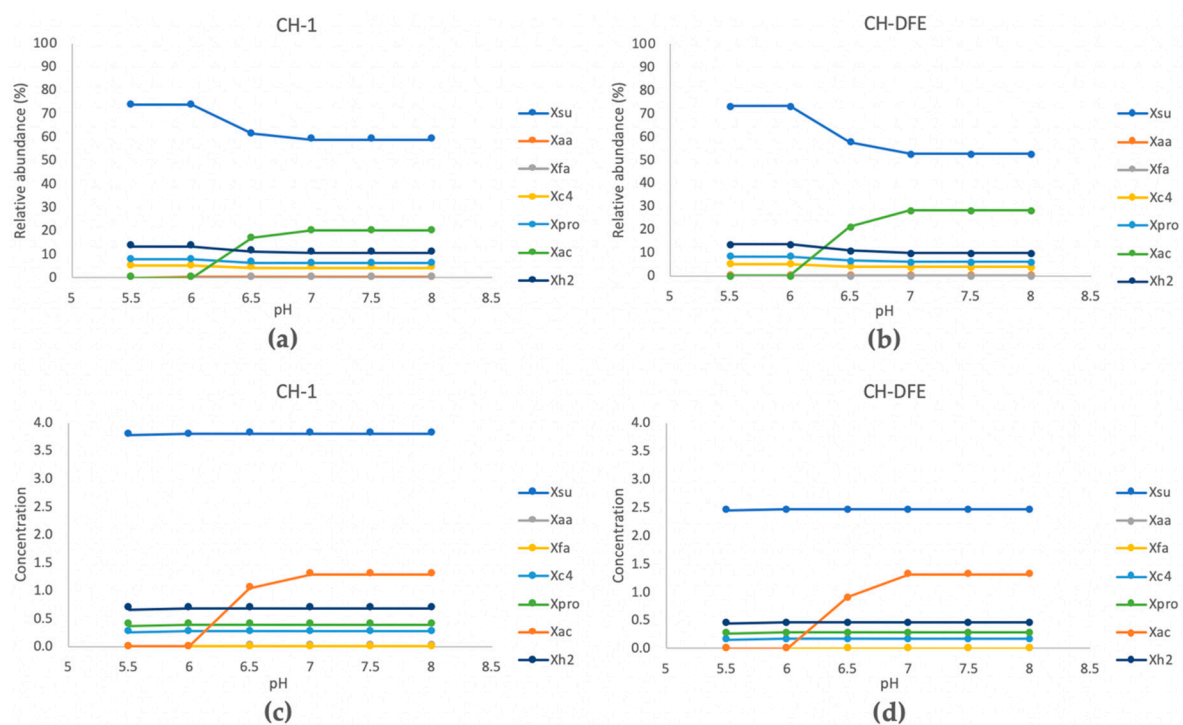 CH-1
Relative abundance (%)
100
90
80
70
60
50
40
30
20
10
0
5
5.5
6
6.5
7
7.5
8
8.5
pH
Xsu
Xaa
Xfa
Xc4
Xpro
Xac
Xh2
(a)
CH-DFE
Relative abundance (%)
100
90
80
70
60
50
40
30
20
10
0
5
5.5
6
6.5
7
7.5
8
8.5
pH
Xsu
Xaa
Xfa
Xc4
Xpro
Xac
Xh2
(b)
CH-1
Concentration
4.0
3.5
3.0
2.5
2.0
1.5
1.0
0.5
0.0
5
5.5
6
6.5
7
7.5
8
8.5
pH
Xsu
Xaa
Xfa
Xc4
Xpro
Xac
Xh2
(c)
CH-DFE
Concentration
4.0
3.5
3.0
2.5
2.0
1.5
1.0
0.5
0.0
5
5.5
6
6.5
7
7.5
8
8.5
pH
Xsu
Xaa
Xfa
Xc4
Xpro
Xac
Xh2
(d)